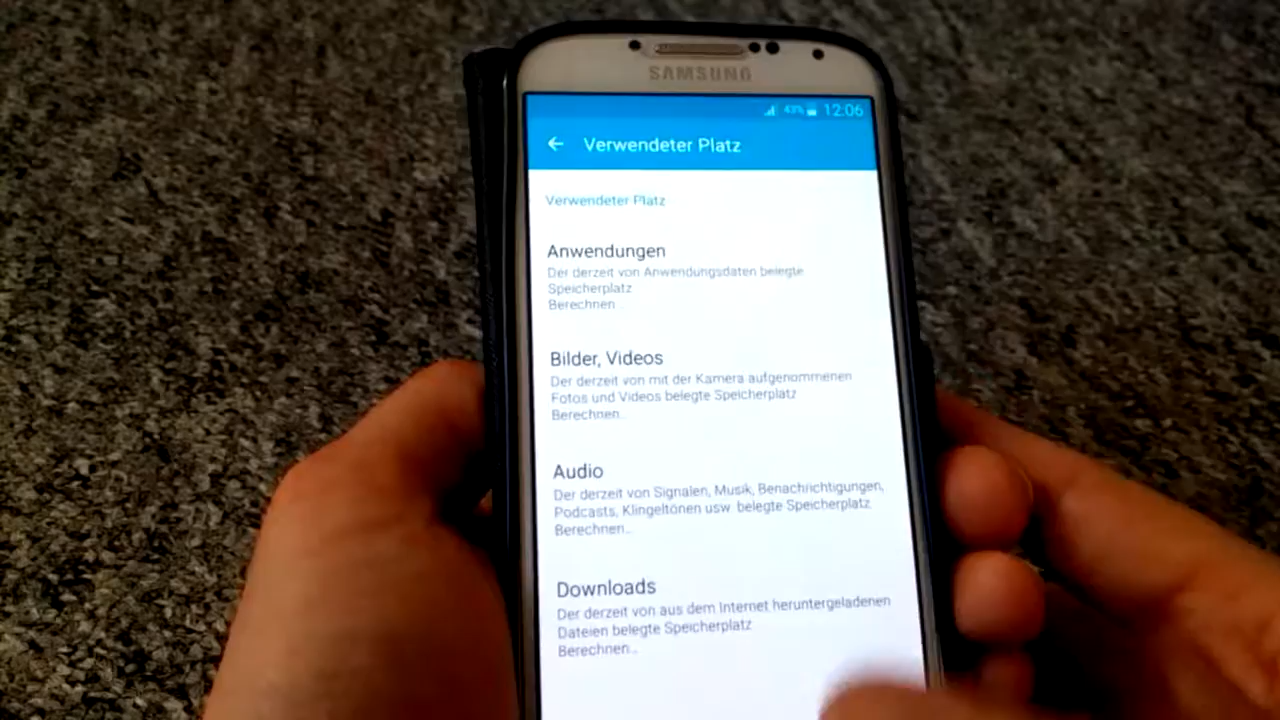 SAMSUNG
43% 12:06
Verwendeter Platz
Verwendeter Platz
Anwendungen
Der derzeit von Anwendungsdaten belegte
Speicherplatz
Berechnen...
Bilder, Videos
Der derzeit von mit der Kamera aufgenommenen
Fotos und Videos belegte Speicherplatz
Berechnen...
Audio
Der derzeit von Signalen, Musik, Benachrichtigungen,
Podcasts, Klingeltönen usw. belegte Speicherplatz
Berechnen...
Downloads
Der derzeit von aus dem Internet heruntergeladenen
Dateien belegte Speicherplatz
Berechnen...